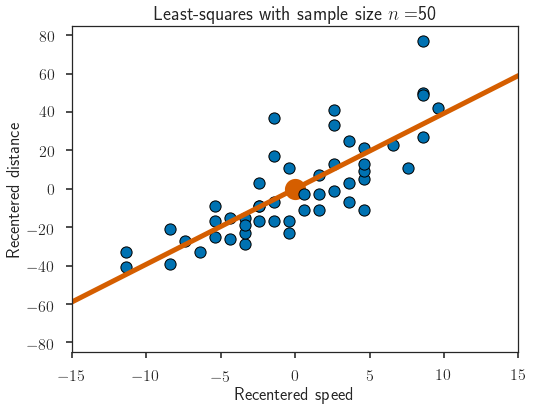 Least-squares with sample size n =50
80
60
40
20
0
−20
−40
−60
−80
Recentered distance
−15 −10 −5 0 5 10 15
Recentered speed